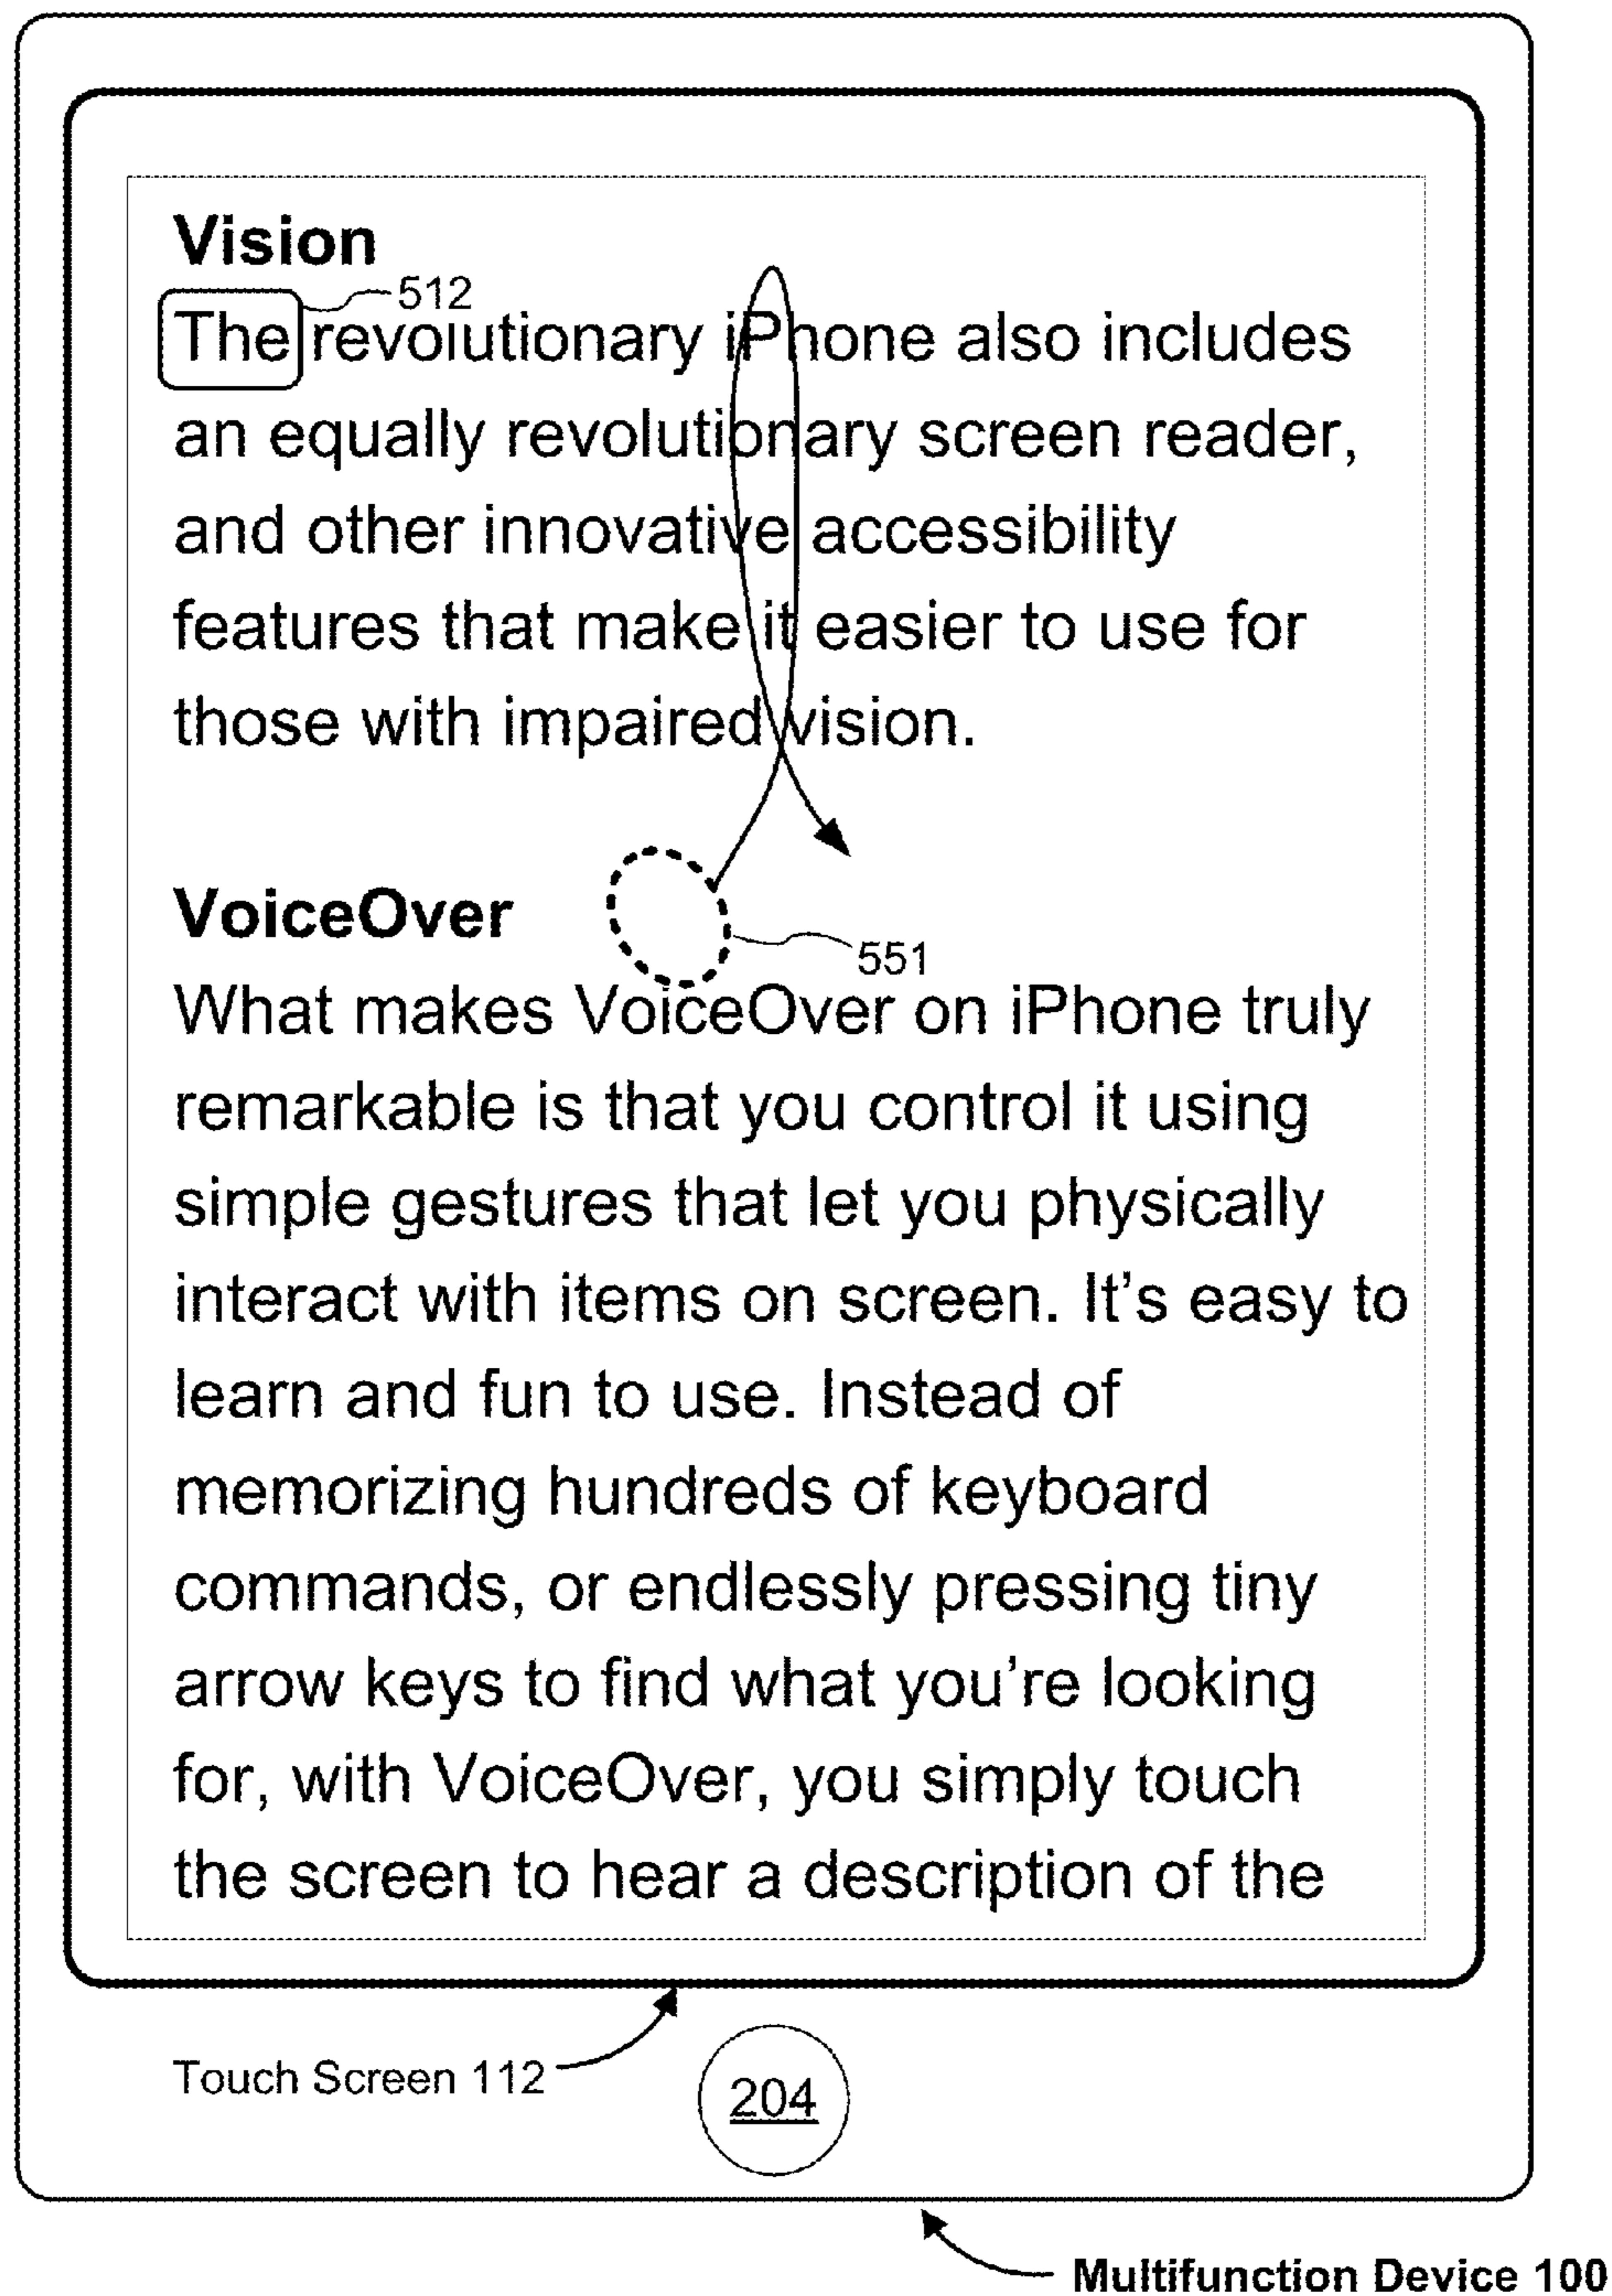 Vision
512
The revolutionary iPhone also includes
an equally revolutionary screen reader,
and other innovative accessibility
features that make it easier to use for
those with impaired vision.
VoiceOver
551
What makes VoiceOver on iPhone truly
remarkable is that you control it using
simple gestures that let you physically
interact with items on screen. It's easy to
learn and fun to use. Instead of
memorizing hundreds of keyboard
commands, or endlessly pressing tiny
arrow keys to find what you're looking
for, with VoiceOver, you simply touch
the screen to hear a description of the
Touch Screen 112
204
Multifunction Device 100